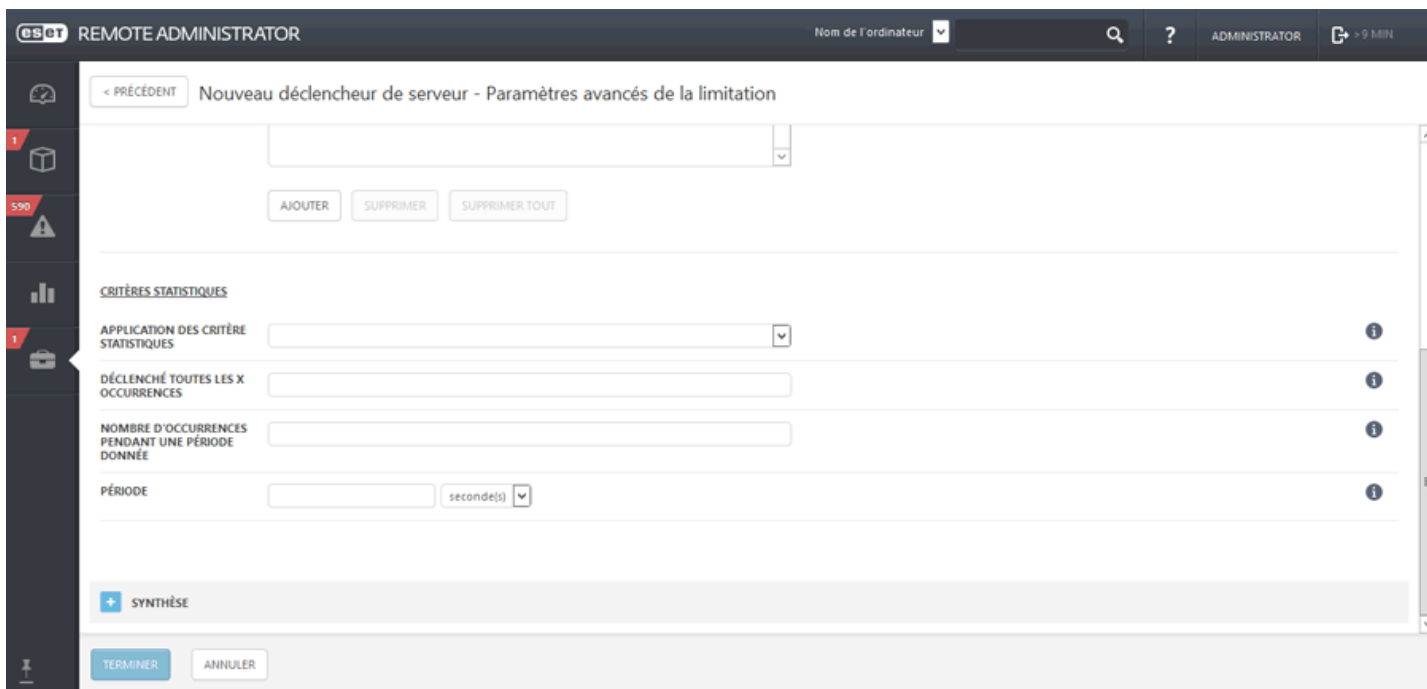 eset REMOTE ADMINISTRATOR
Nom de l'ordinateur
?
ADMINISTRATOR
>9 MIN
< PRÉCÉDENT
Nouveau déclencheur de serveur - Paramètres avancés de la limitation
1
590
1
AJOUTER
SUPPRIMER
SUPPRIMER TOUT
CRITÈRES STATISTIQUES
APPLICATION DES CRITÈRE
STATISTIQUES
DÉCLENCHÉ TOUTES LES X
OCCURRENCES
NOMBRE D'OCCURRENCES
PENDANT UNE PÉRIODE
DONNÉE
PÉRIODE
seconde(s)
SYNTHÈSE
TERMINER
ANNULER